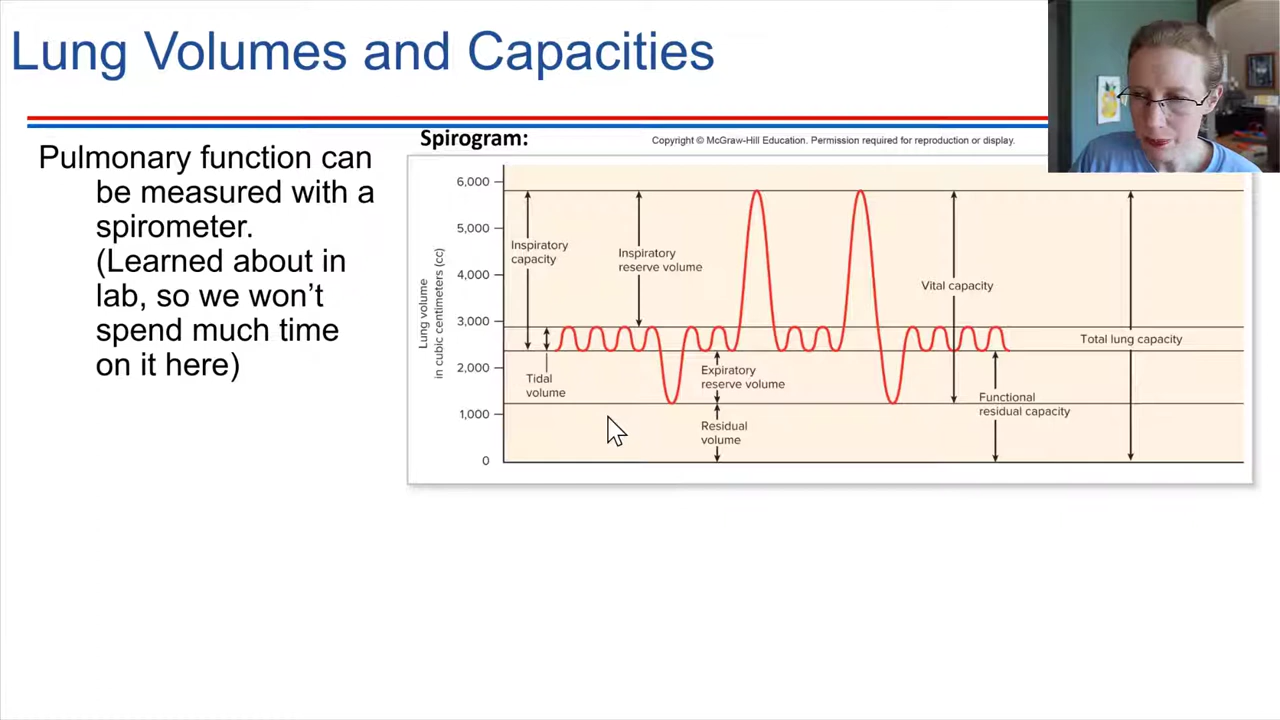 Lung Volumes and Capacities
Pulmonary function can
be measured with a
spirometer.
(Learned about in
lab, so we won’t
spend much time
on it here)
Spirogram:
Copyright © McGraw-Hill Education. Permission required for reproduction or display.
Lung volume
in cubic centimeters (cc)
6,000
5,000
4,000
3,000
2,000
1,000
0
Inspiratory
capacity
Inspiratory
reserve volume
Vital capacity
Total lung capacity
Tidal
volume
Expiratory
reserve volume
Functional
residual capacity
Residual
volume